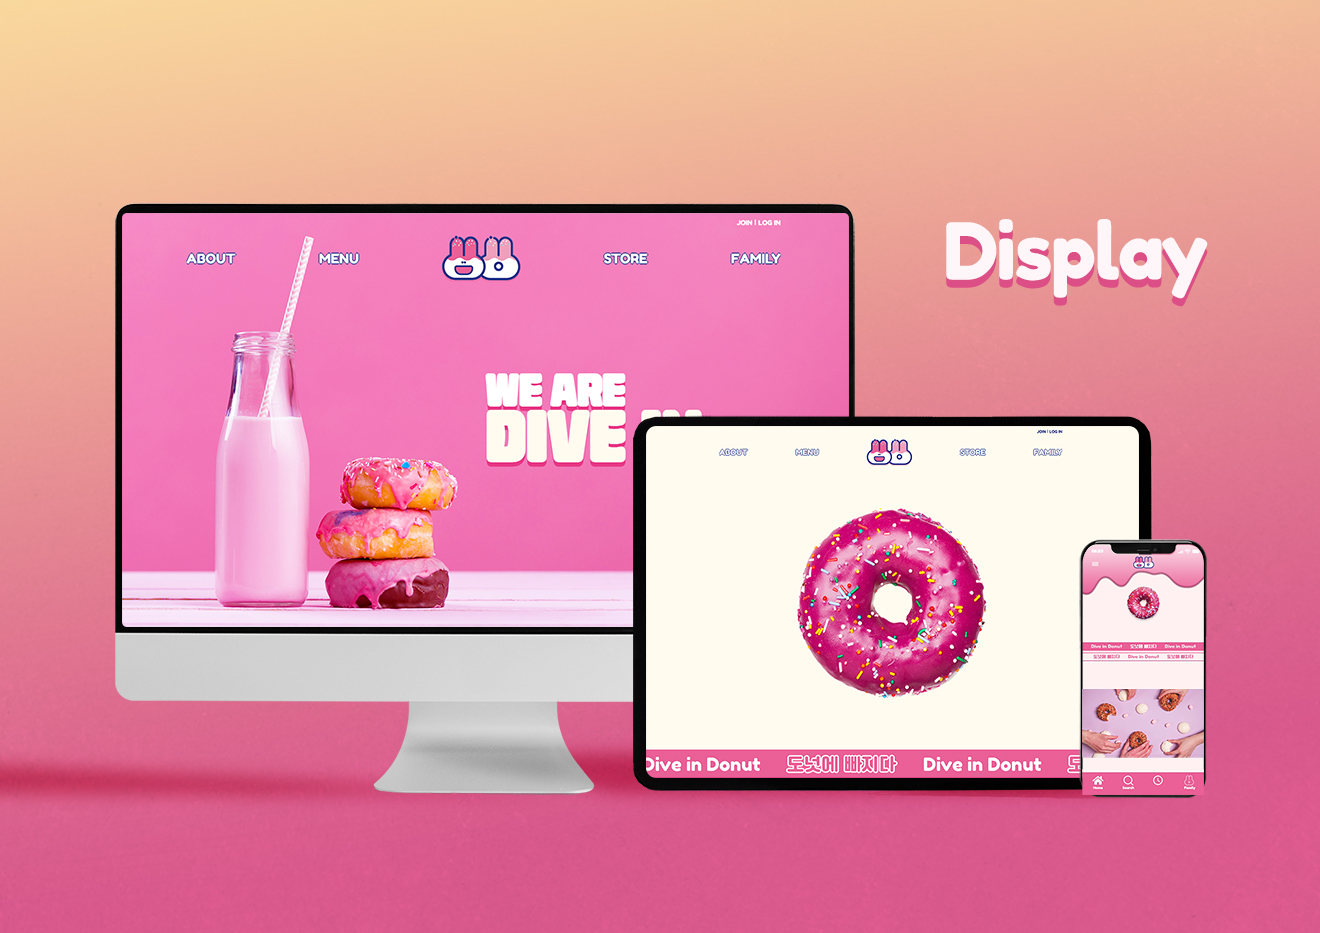 Display
JOIN | LOG IN
ABOUT MENU STORE FAMILY
WE ARE
DIVE
JOIN | LOG IN
ABOUT MENU STORE FAMILY
Dive in Donut 도넛에 빠지다 Dive in Donut 도
Dive in Donut 도넛에 빠지다 Dive in Donut
도넛에 빠지다 Dive in Donut 도넛에 빠지다
Home Search Family